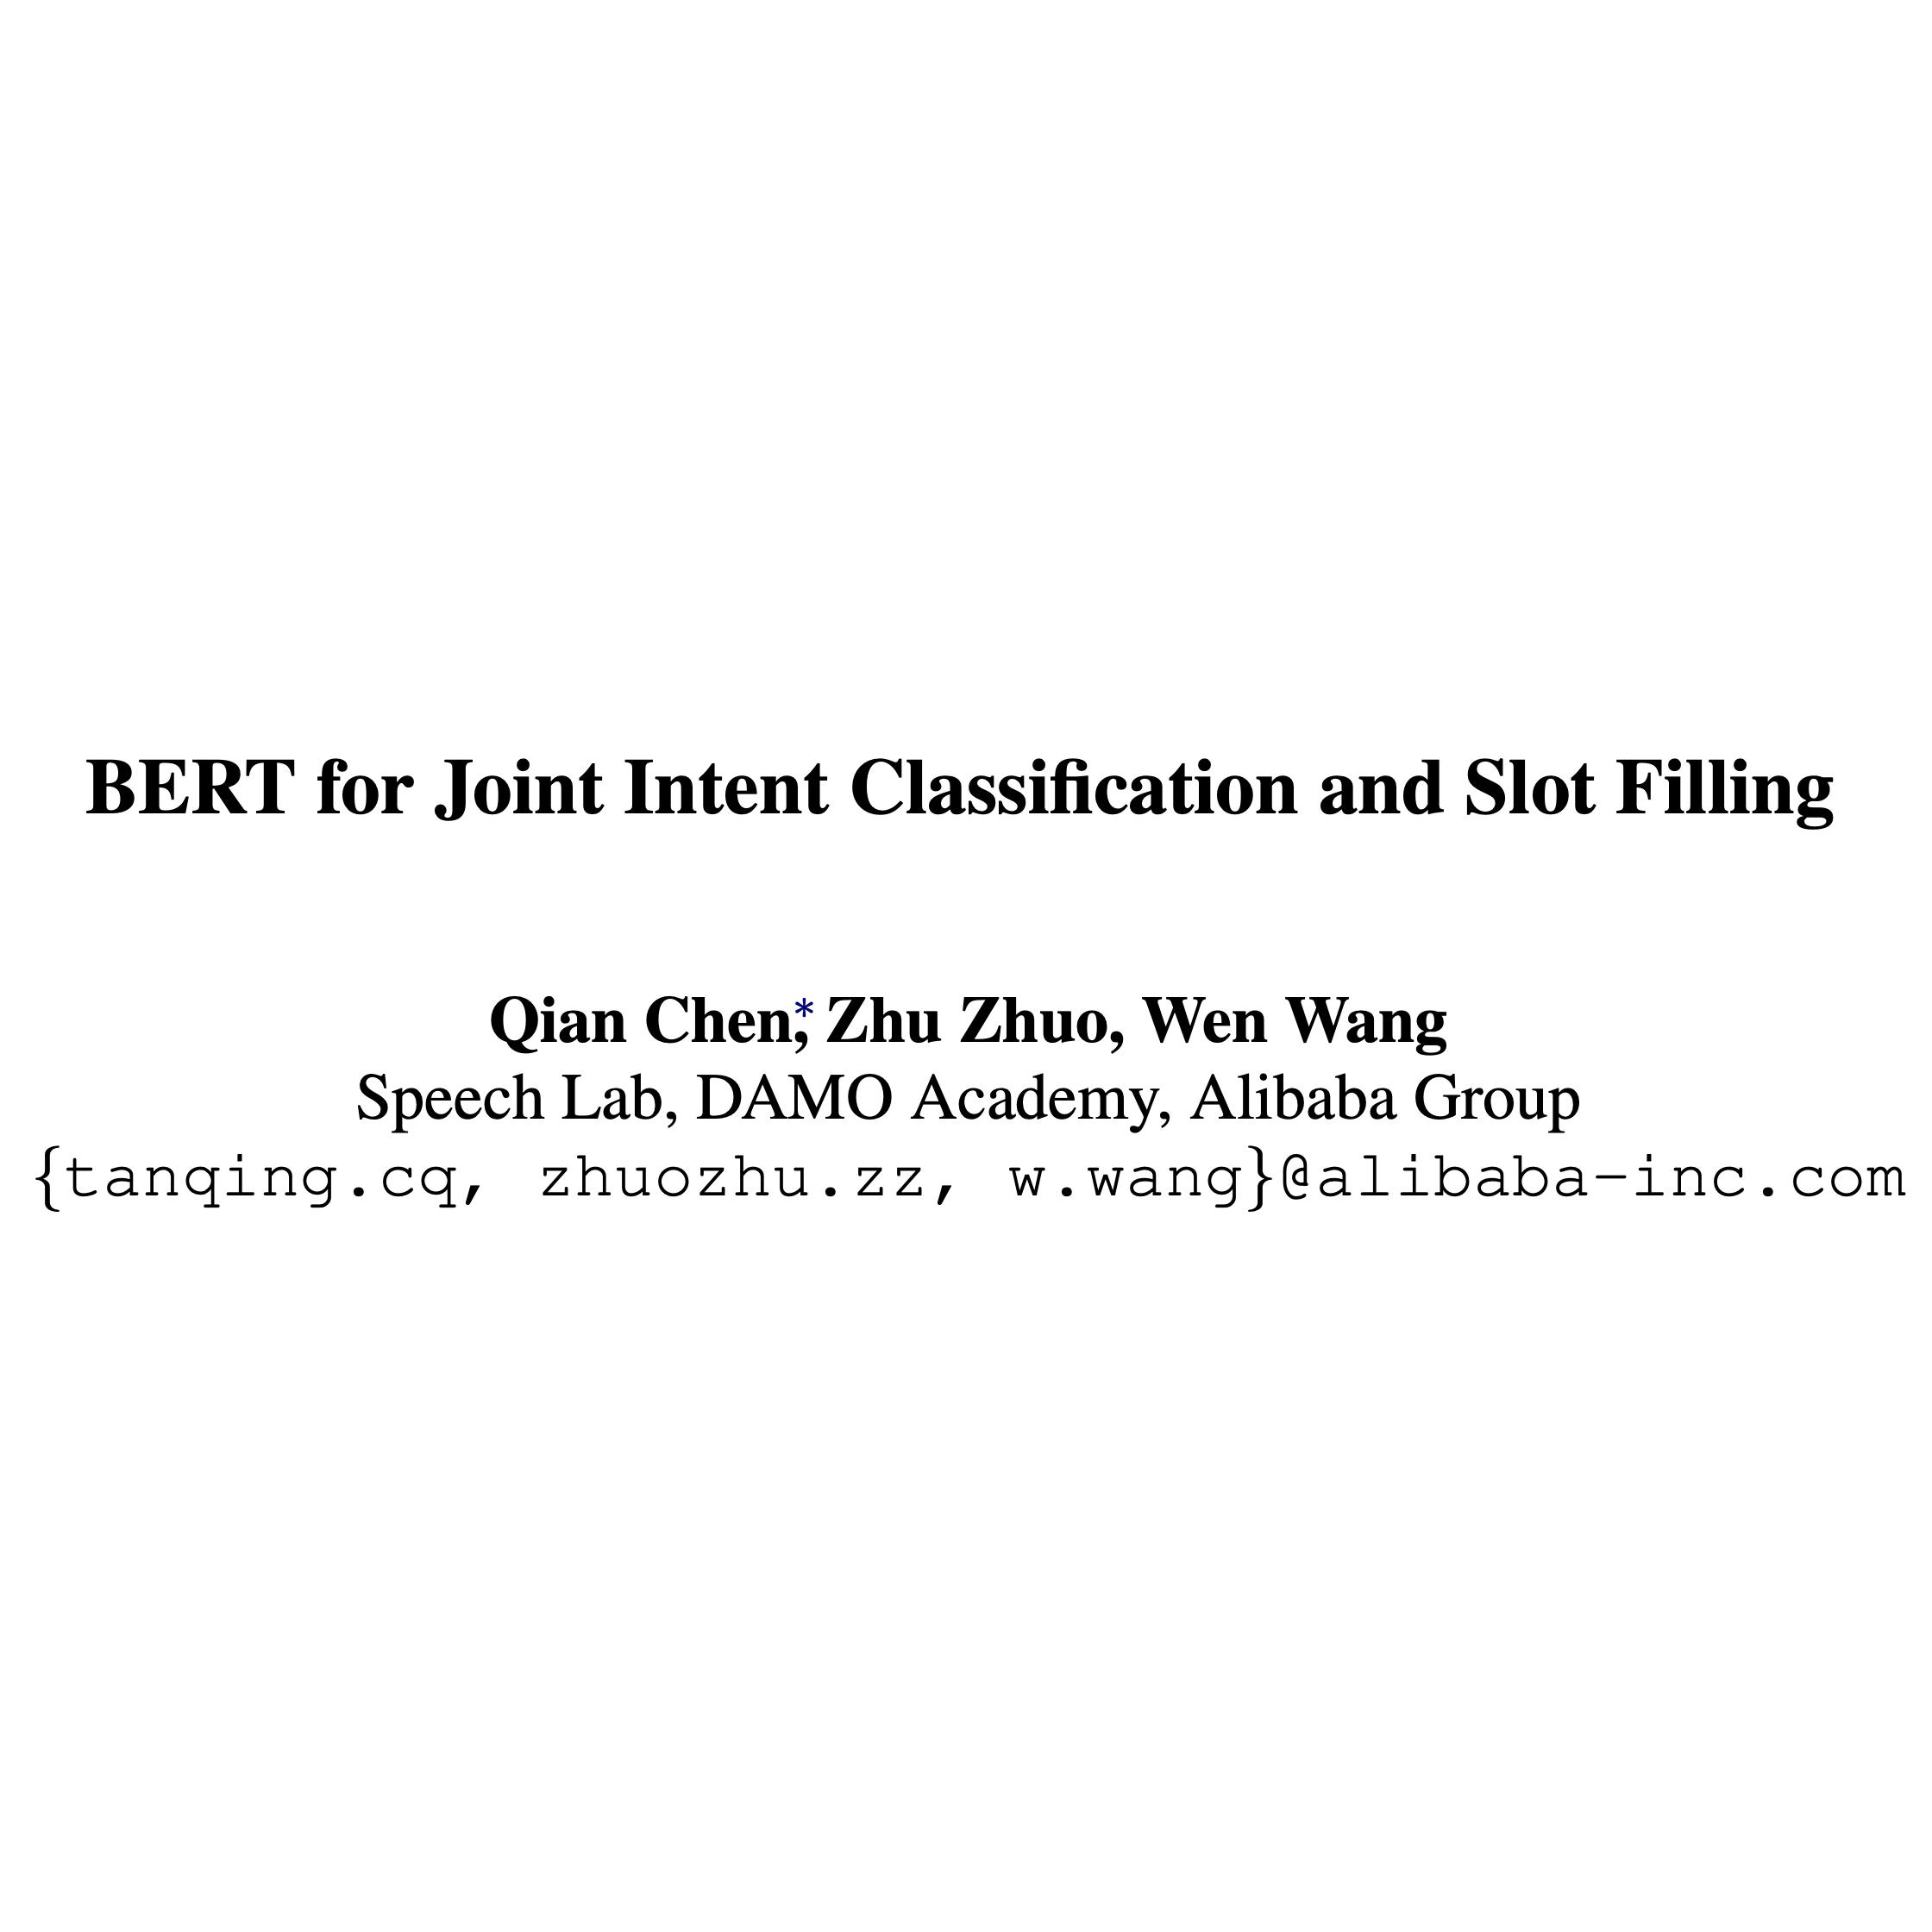 BERT for Joint Intent Classification and Slot Filling
Qian Chen,* Zhu Zhuo, Wen Wang
Speech Lab, DAMO Academy, Alibaba Group
{tanqing.cq, zhuozhu.zz, w.wang}@alibaba-inc.com